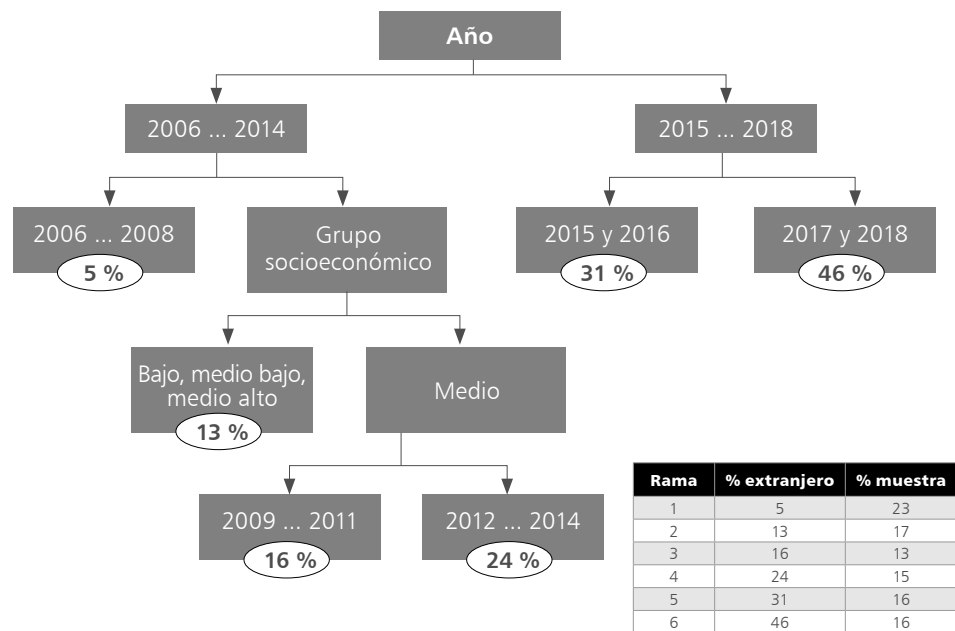 Año
2006 ... 2014
2015 ... 2018
2006 ... 2008
5 %
Grupo
socioeconómico
2015 y 2016
31 %
2017 y 2018
46 %
Bajo, medio bajo,
medio alto
13 %
Medio
2009 ... 2011
16 %
2012 ... 2014
24 %
Rama % extranjero % muestra
1 5 23
2 13 17
3 16 13
4 24 15
5 31 16
6 46 16